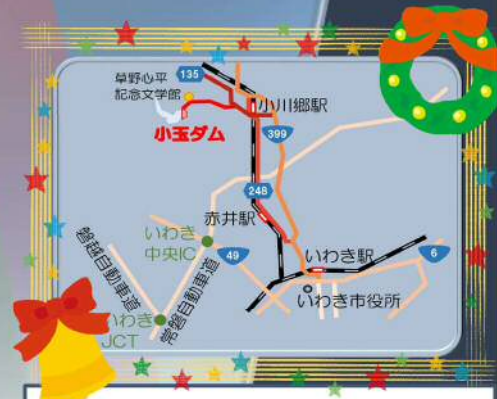 135
草野心平
記念文学館
小川郷駅
小玉ダム
399
248
赤井駅
いわき
中央IC
49
いわき駅
6
いわき市役所
磐越自動車道
常磐自動車道
いわき
JCT